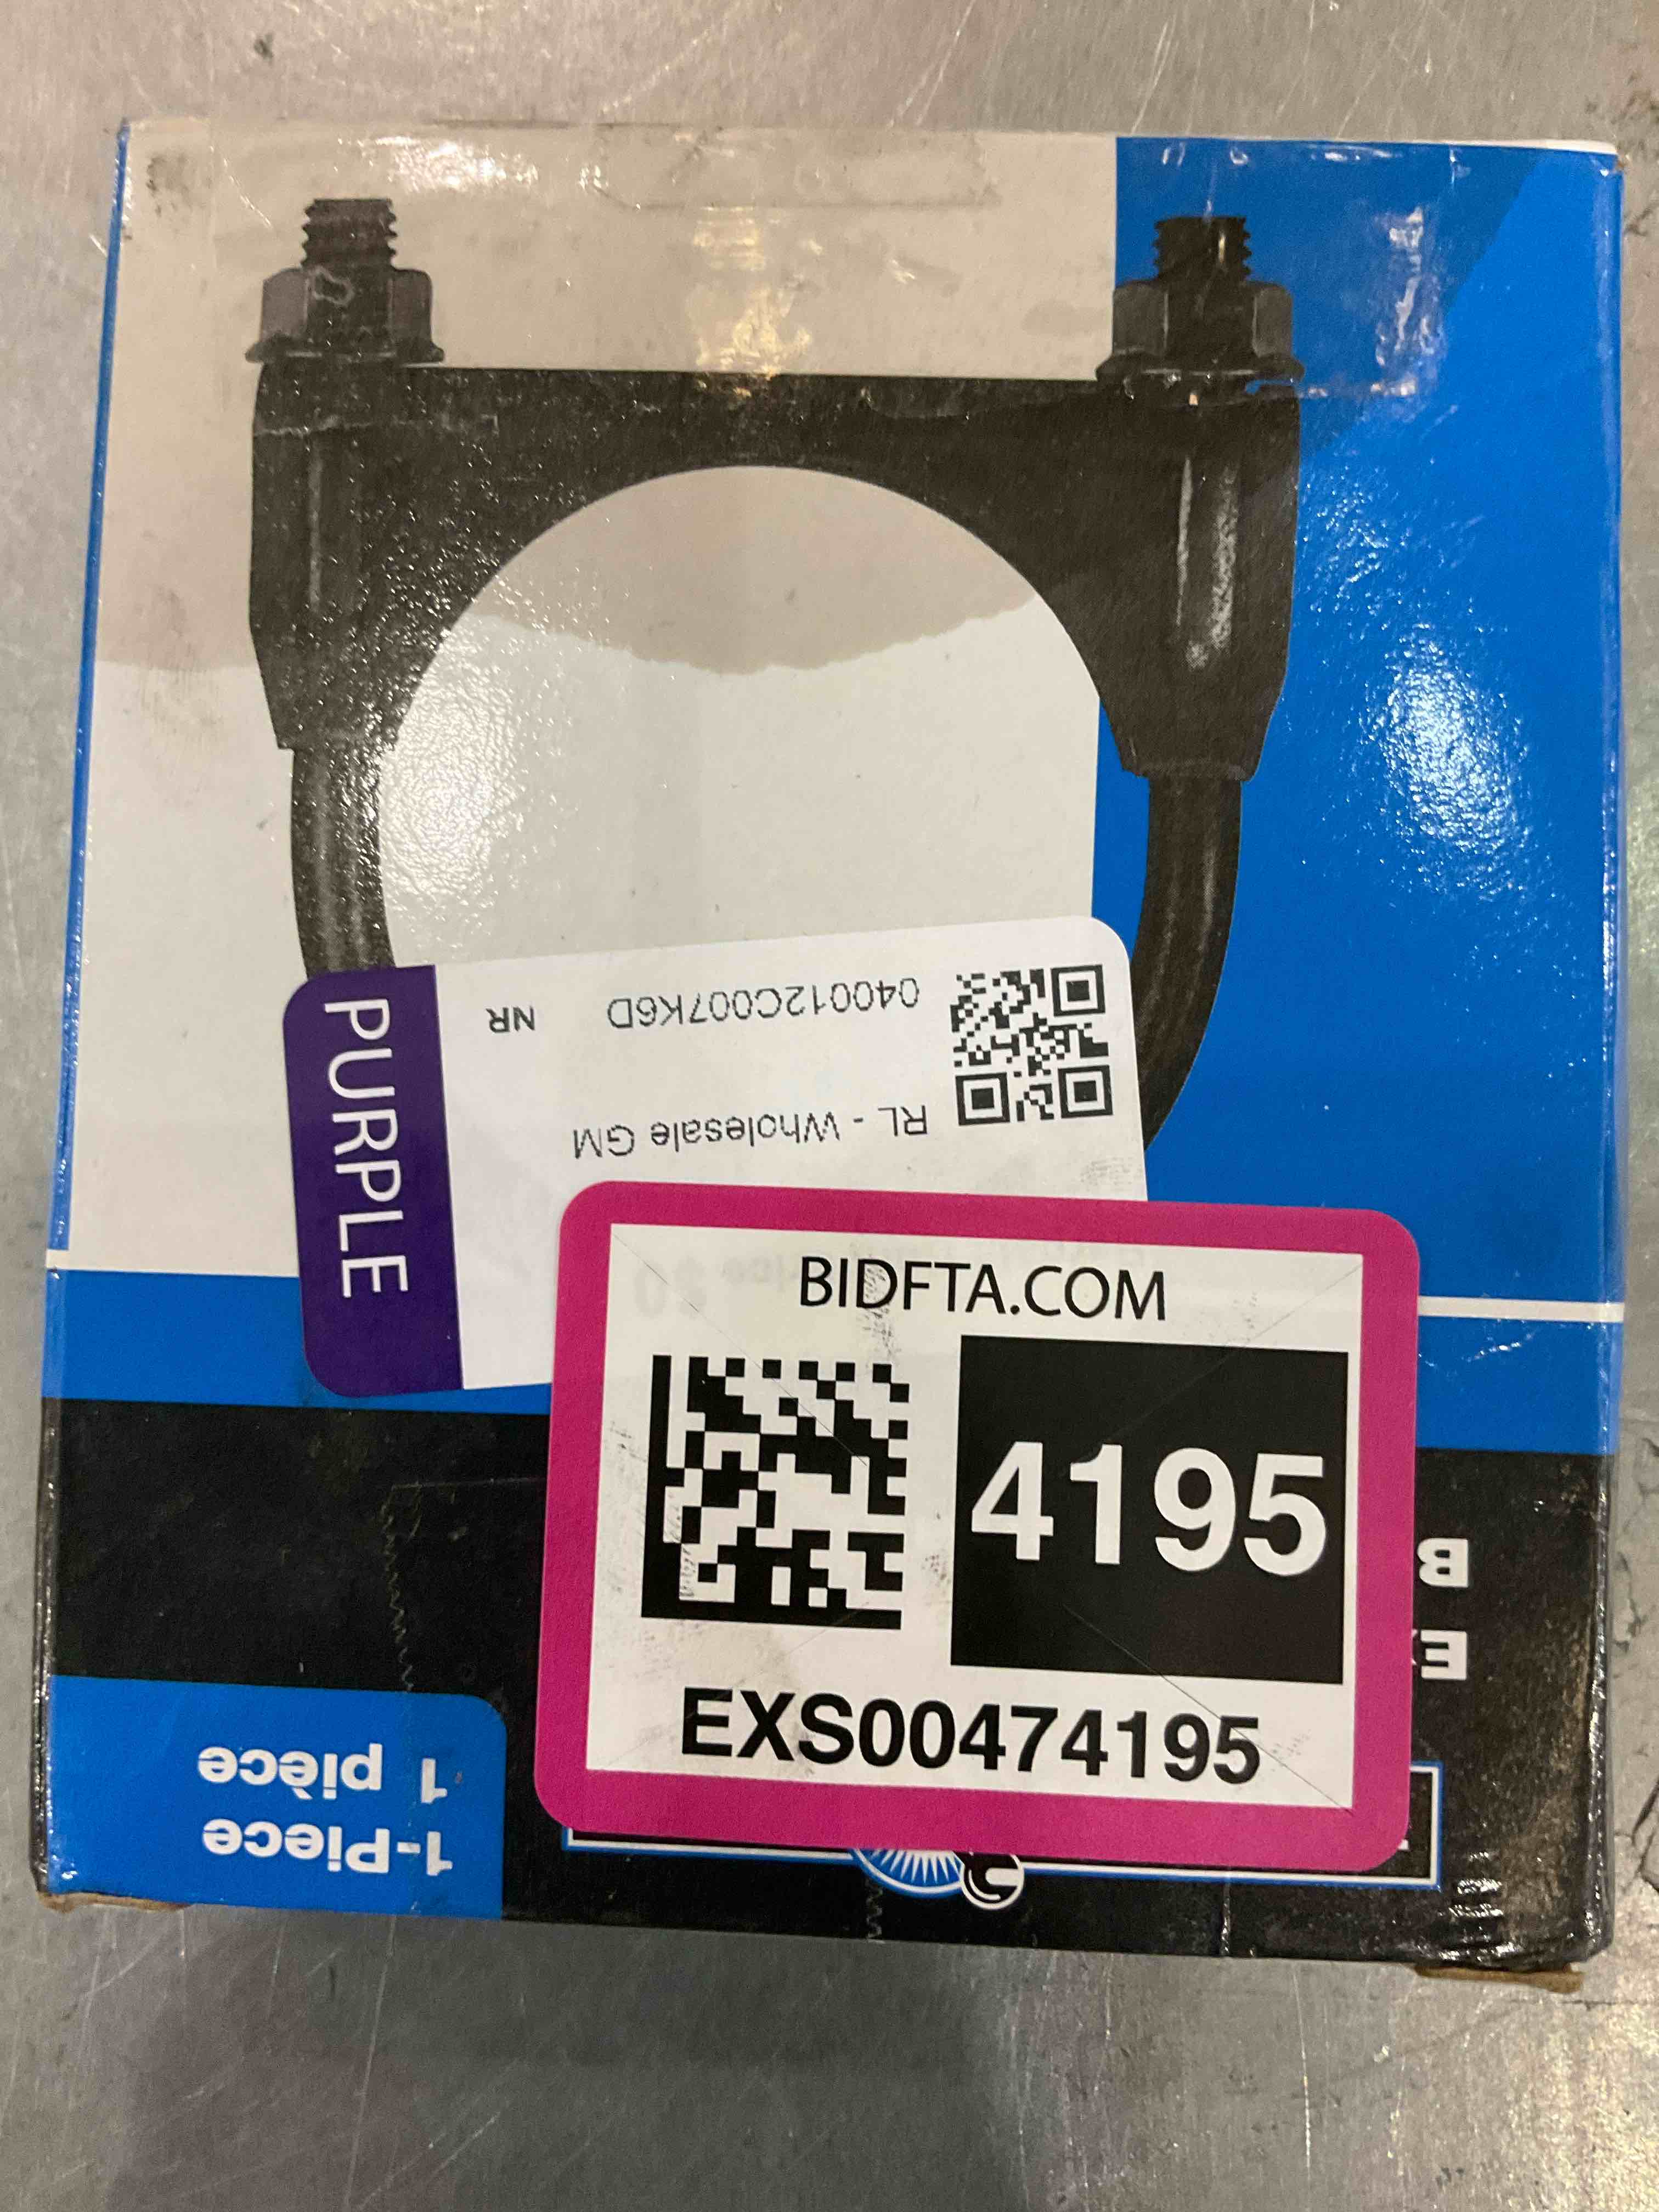 040012C007K6D NR
RL - Wholesale GM
PURPLE
BIDFTA.COM
4195
EXS00474195
1-Piece
1 pièce